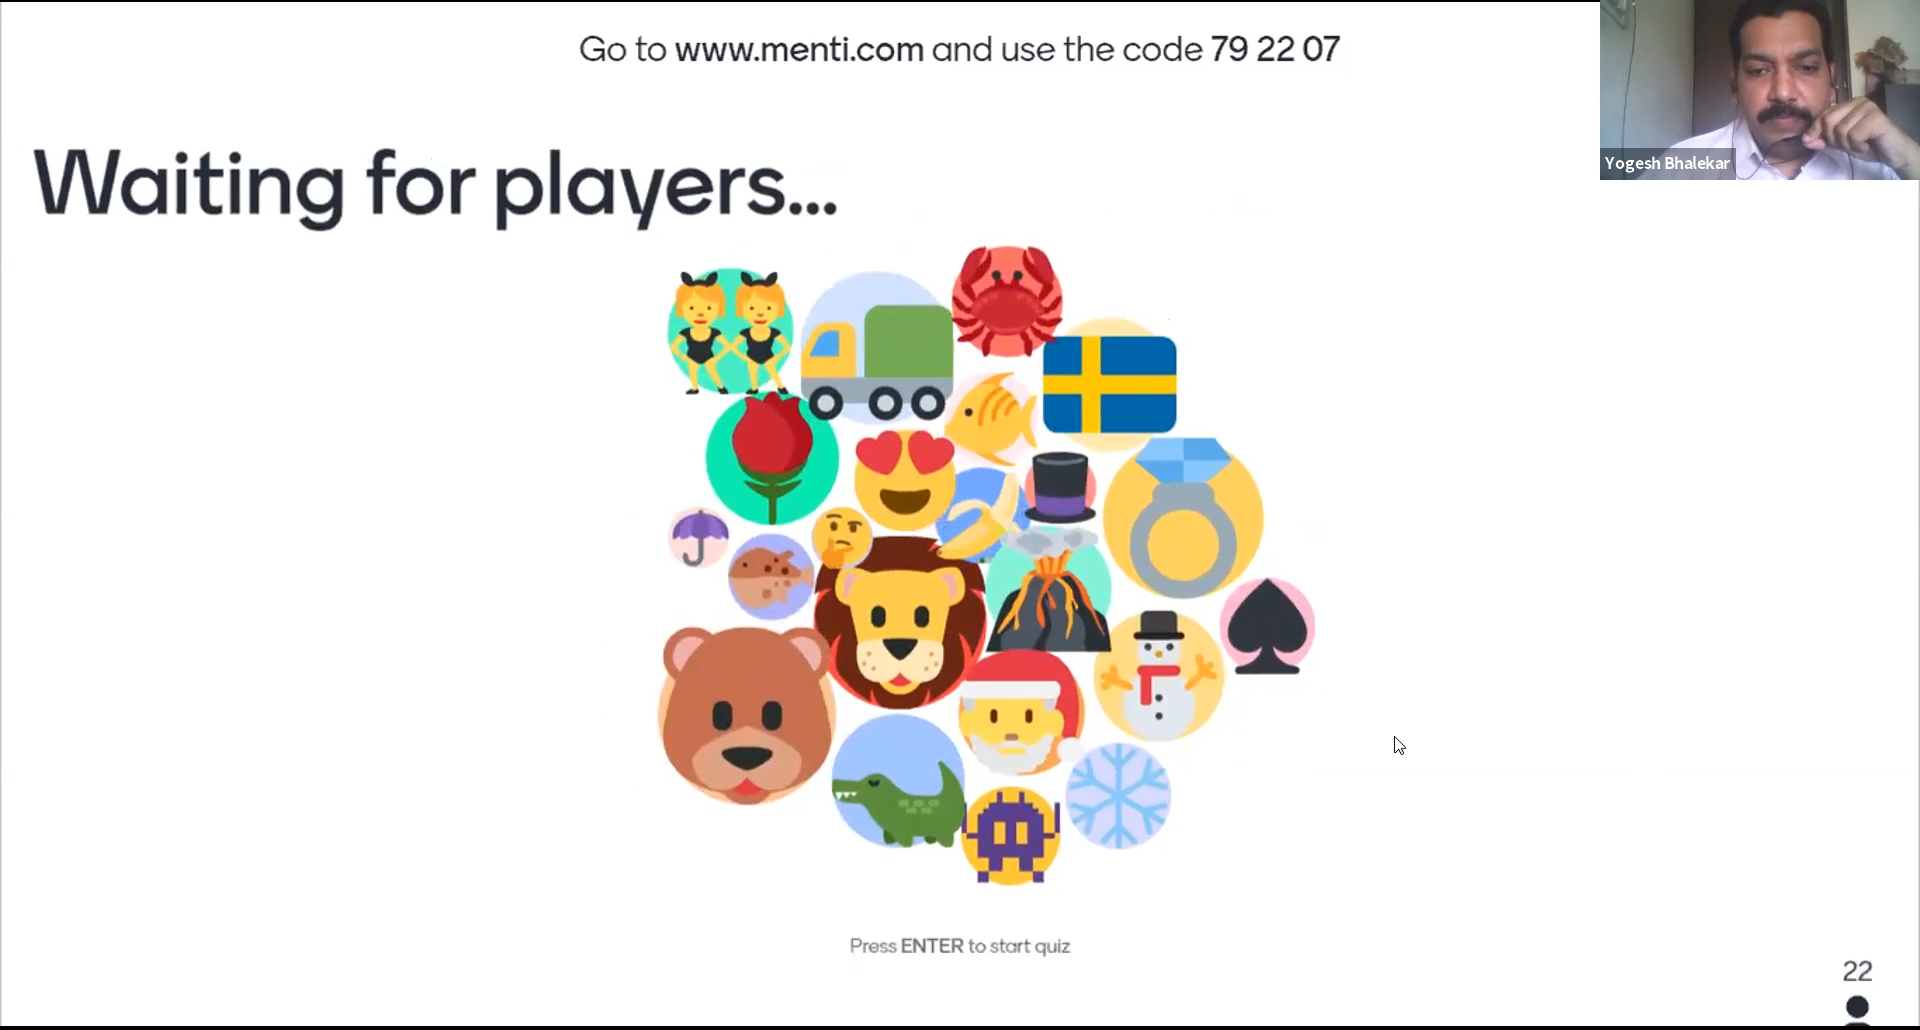 Go to www.menti.com and use the code 79 22 07
Yogesh Bhalekar
Waiting for players...
Press ENTER to start quiz
22